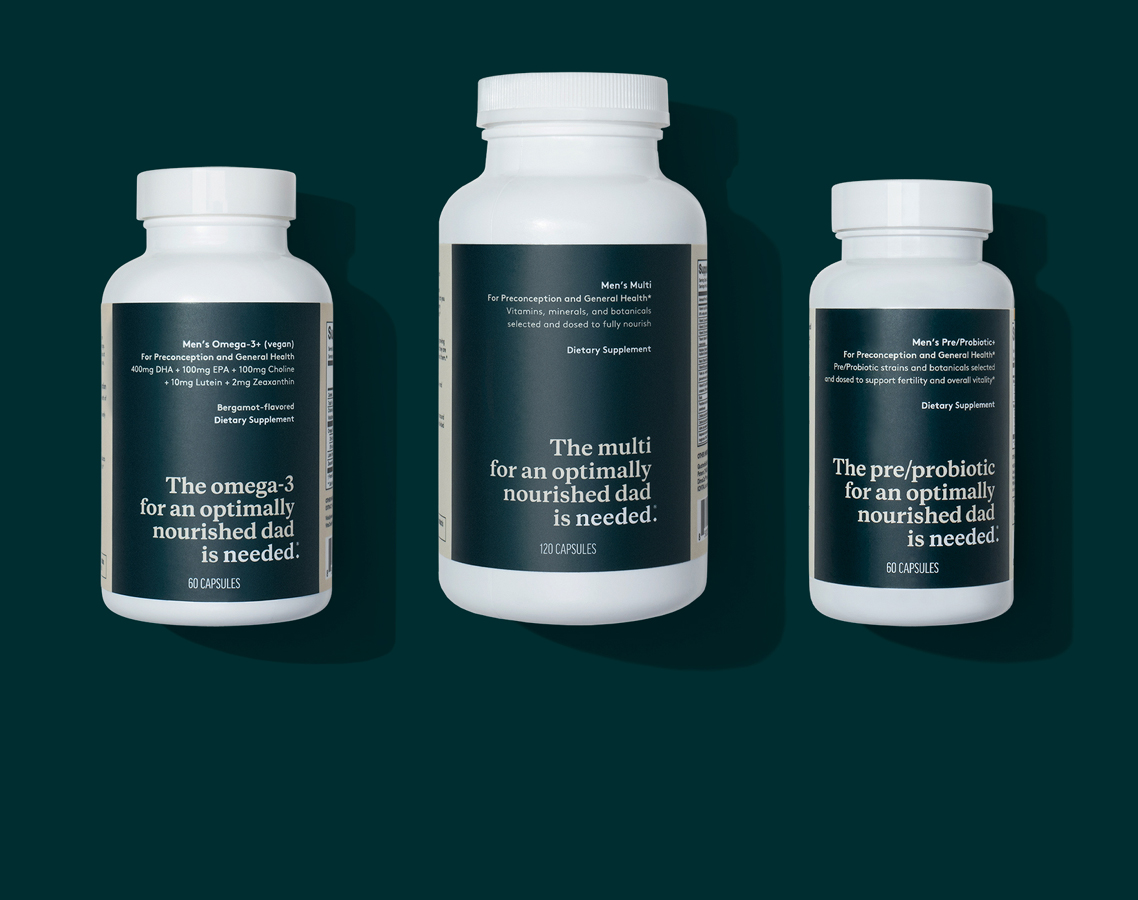 Men's Omega-3+ (vegan)
For Preconception and General Health
400mg DHA + 100mg EPA + 100mg Choline
+ 10mg Lutein + 2mg Zeaxanthin
Bergamot-flavored
Dietary Supplement
The omega-3
for an optimally
nourished dad
is needed.
60 CAPSULES
Men's Multi
For Preconception and General Health*
Vitamins, minerals, and botanicals
selected and dosed to fully nourish
Dietary Supplement
The multi
for an optimally
nourished dad
is needed.
120 CAPSULES
Men's Pre/Probiotic+
For Preconception and General Health*
Pre/Probiotic strains and botanicals selected
and dosed to support fertility and overall vitality*
Dietary Supplement
The pre/probiotic
for an optimally
nourished dad
is needed.
60 CAPSULES